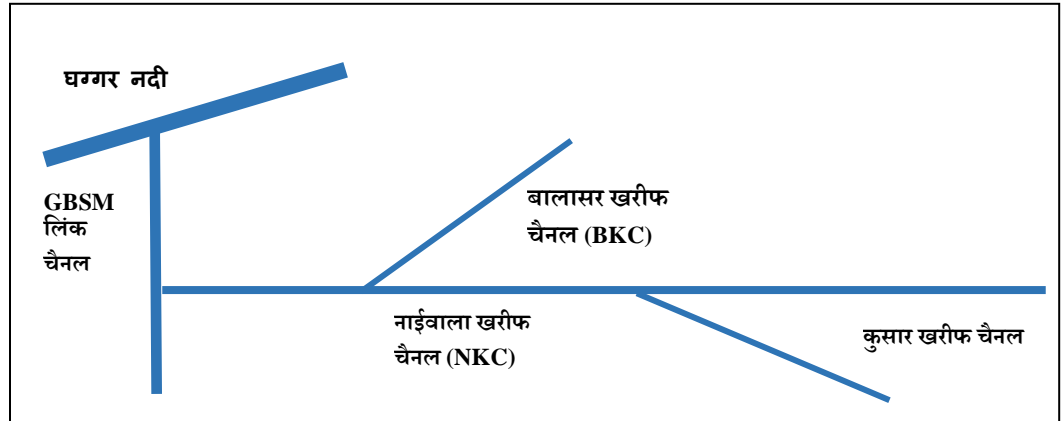 घग्गर नदी
GBSM
लिंक
चैनल
बालासर खरीफ
चैनल (BKC)
नाईवाला खरीफ
चैनल (NKC)
कुसार खरीफ चैनल